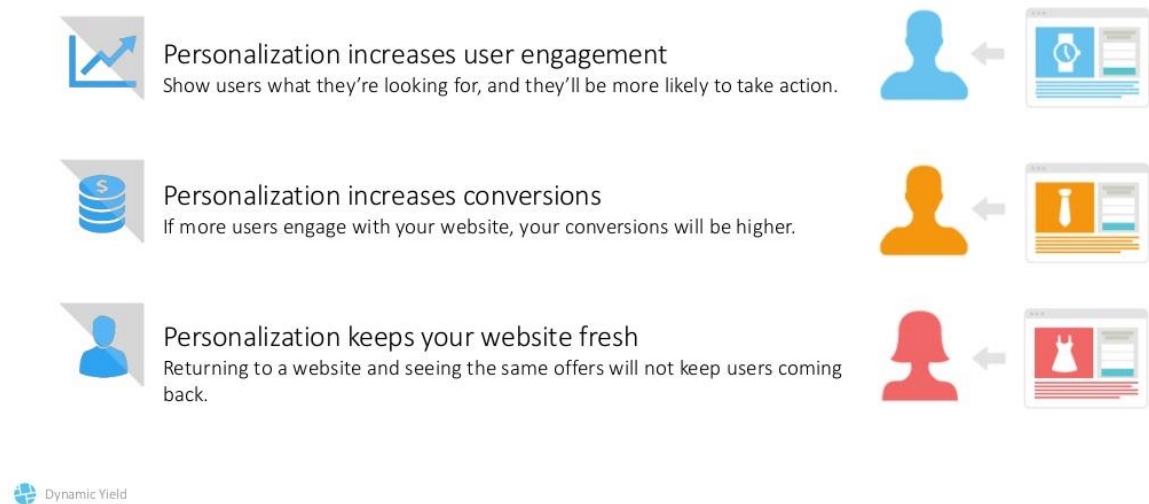 Personalization increases user engagement
Show users what they’re looking for, and they’ll be more likely to take action.
$
Personalization increases conversions
If more users engage with your website, your conversions will be higher.
Personalization keeps your website fresh
Returning to a website and seeing the same offers will not keep users coming
back.
Dynamic Yield